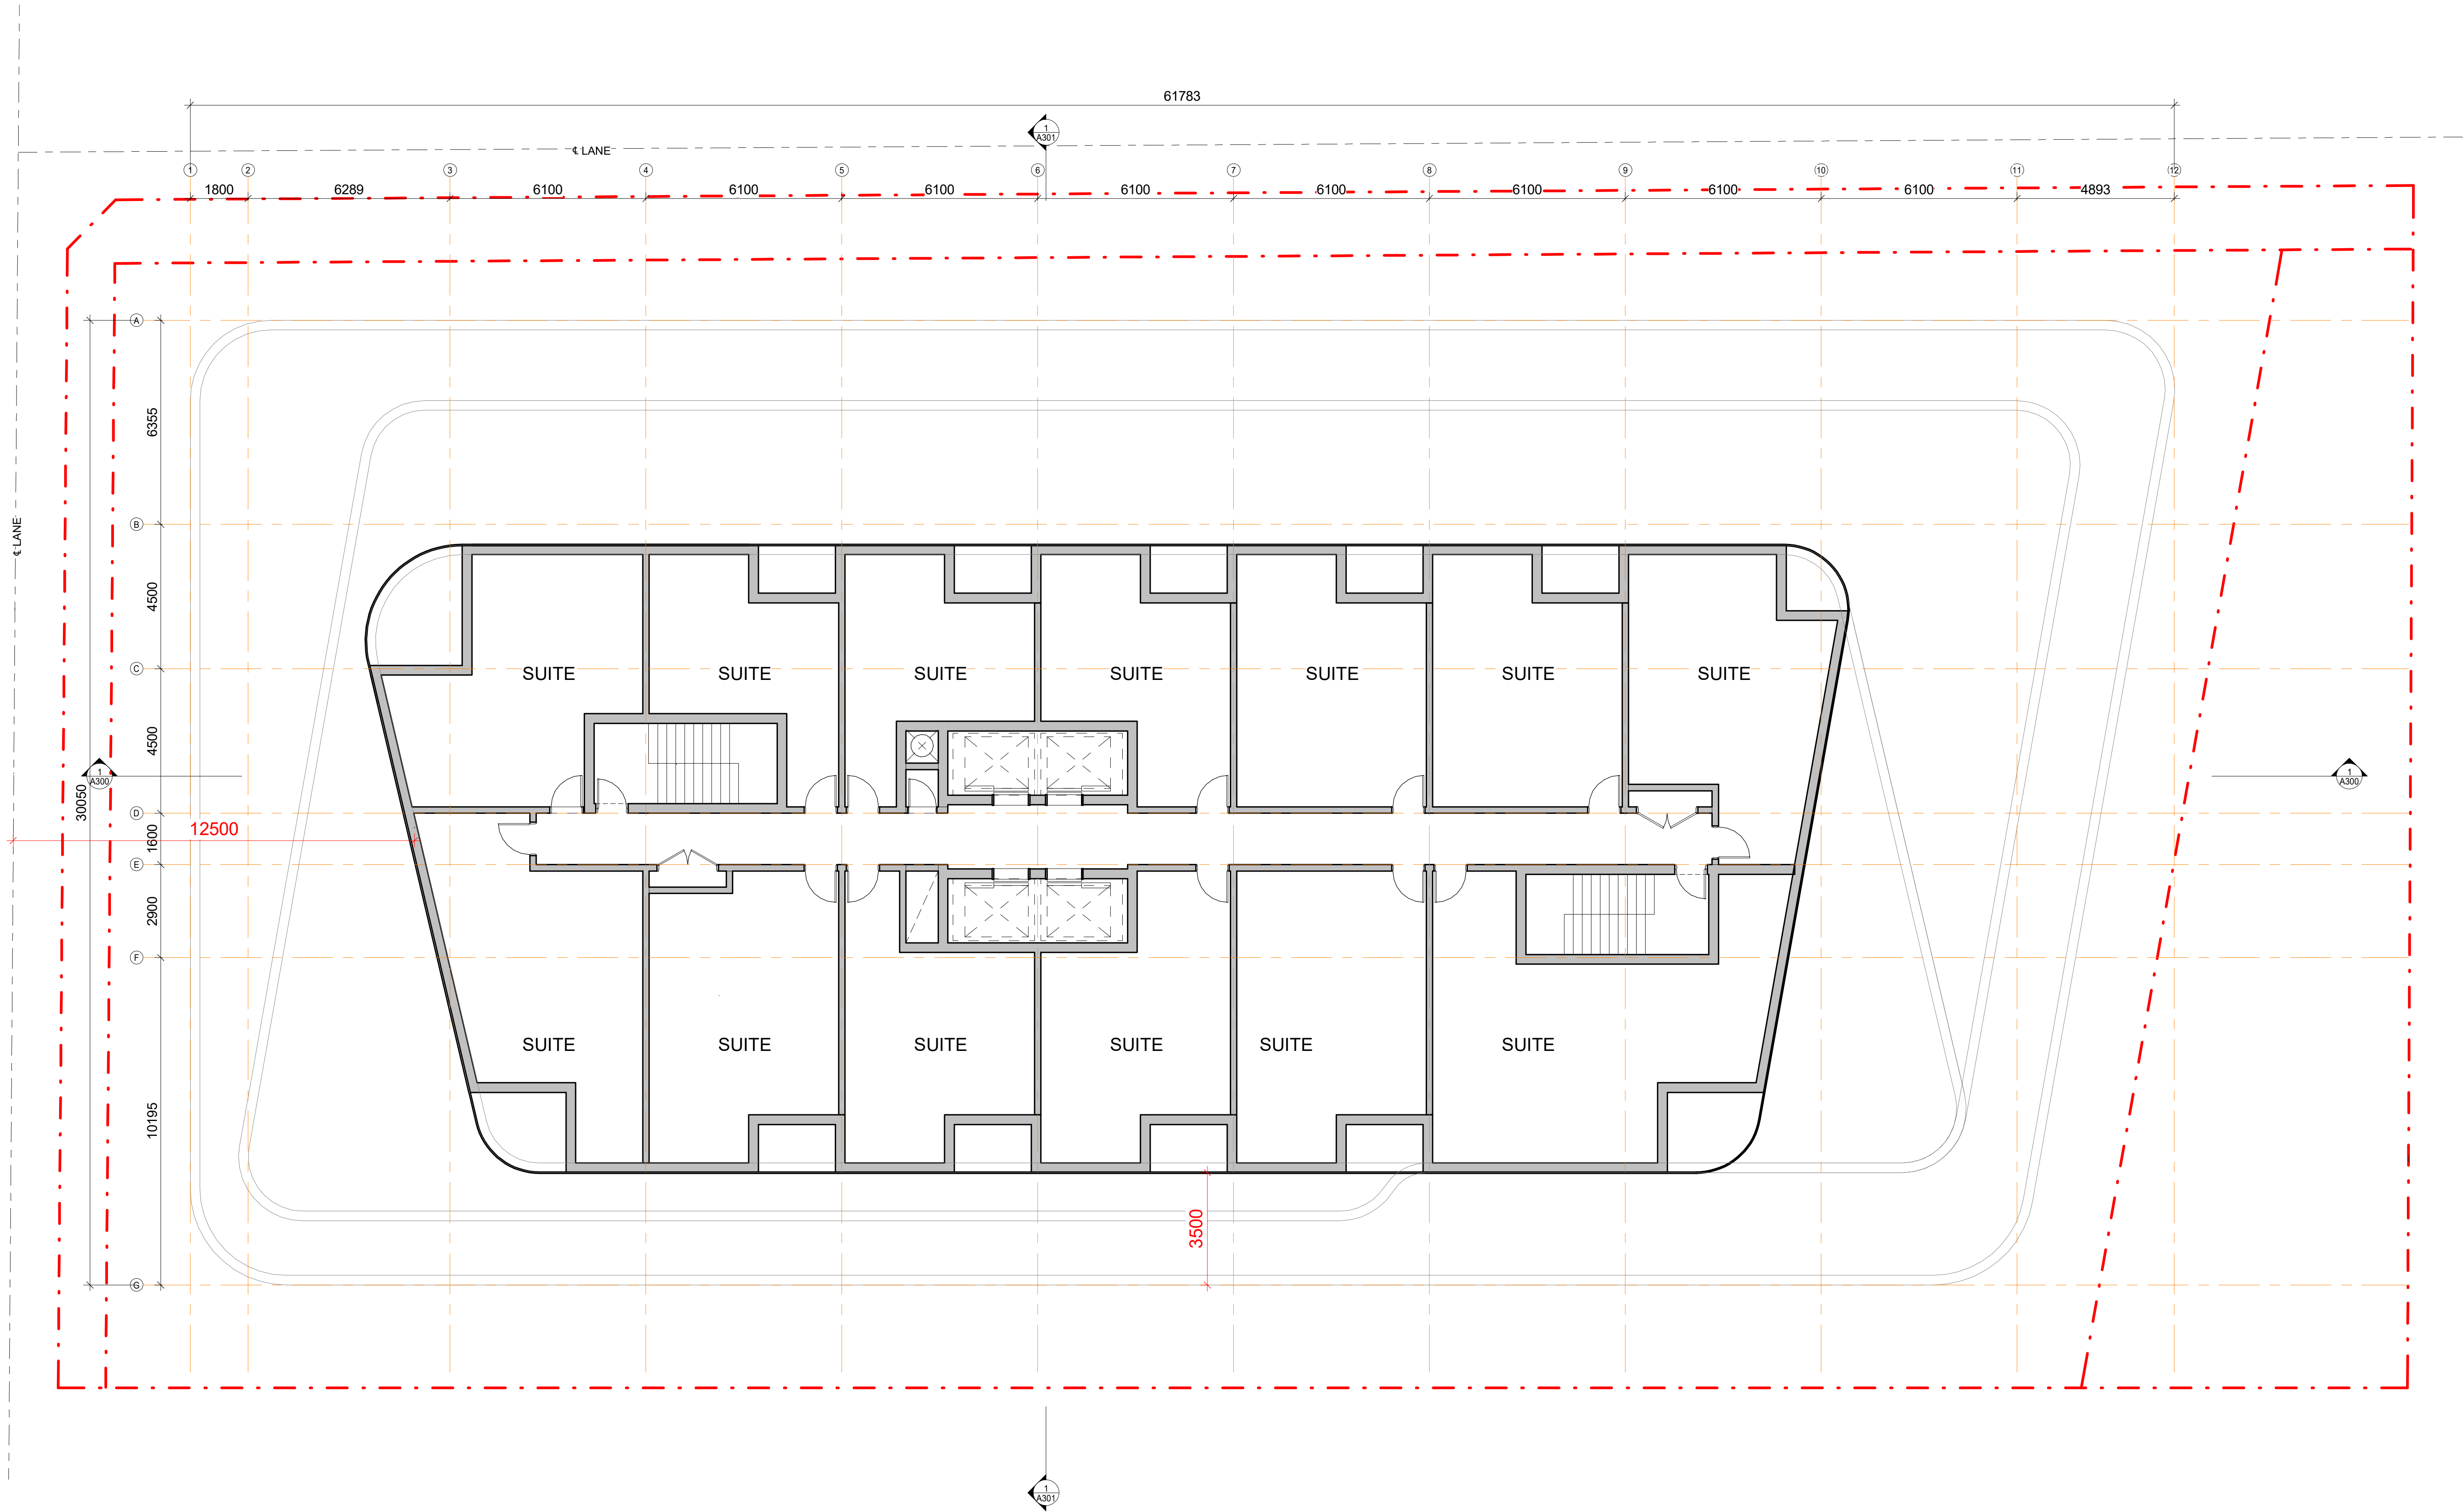 61783
1
A301
℄ LANE
1 2 3 4 5 6 7 8 9 10 11 12
1800 6289 6100 6100 6100 6100 6100 6100 6100 6100 4893
A
6355
B
℄ LANE
4500
C
SUITE SUITE SUITE SUITE SUITE SUITE SUITE
4500
1
A300
1
A300
30050
D
12500
1600
E
2900
F
SUITE SUITE SUITE SUITE SUITE SUITE
10195
3500
G
1
A301